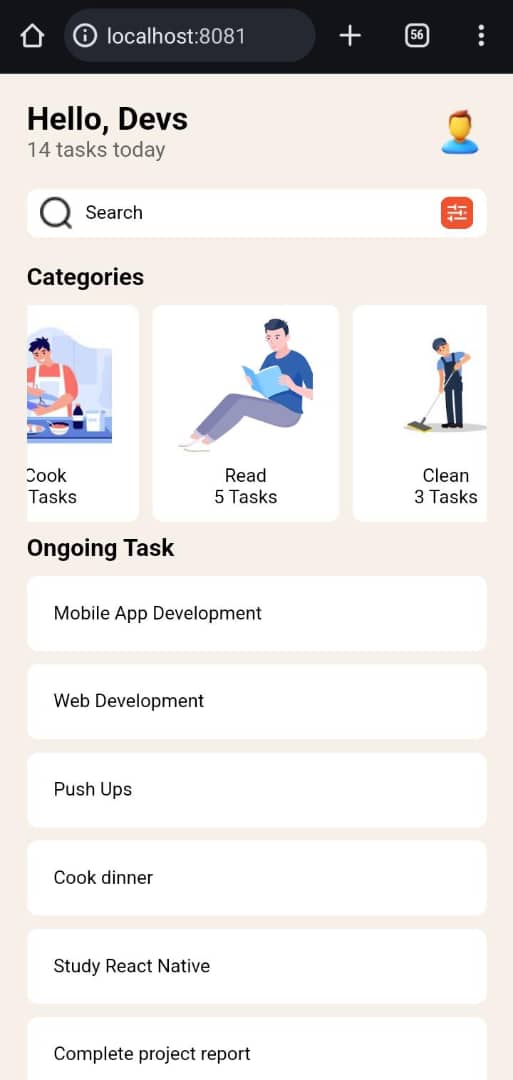 localhost:8081
56
Hello, Devs
14 tasks today
Search
Categories
Cook
Tasks
Read
5 Tasks
Clean
3 Tasks
Ongoing Task
Mobile App Development
Web Development
Push Ups
Cook dinner
Study React Native
Complete project report